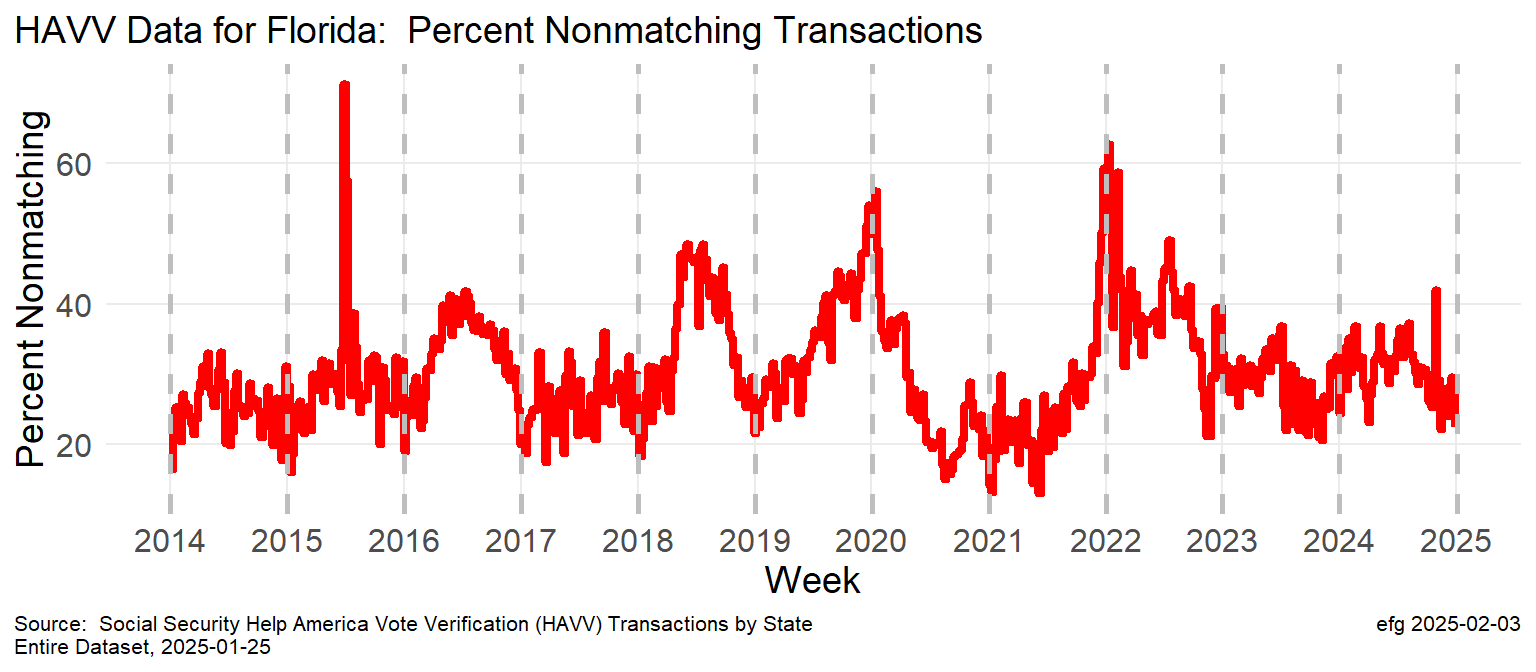 HAVV Data for Florida:  Percent Nonmatching Transactions
Percent Nonmatching
60
40
20
2014 2015 2016 2017 2018 2019 2020 2021 2022 2023 2024 2025
Week
Source:  Social Security Help America Vote Verification (HAVV) Transactions by State
Entire Dataset, 2025-01-25
efg 2025-02-03